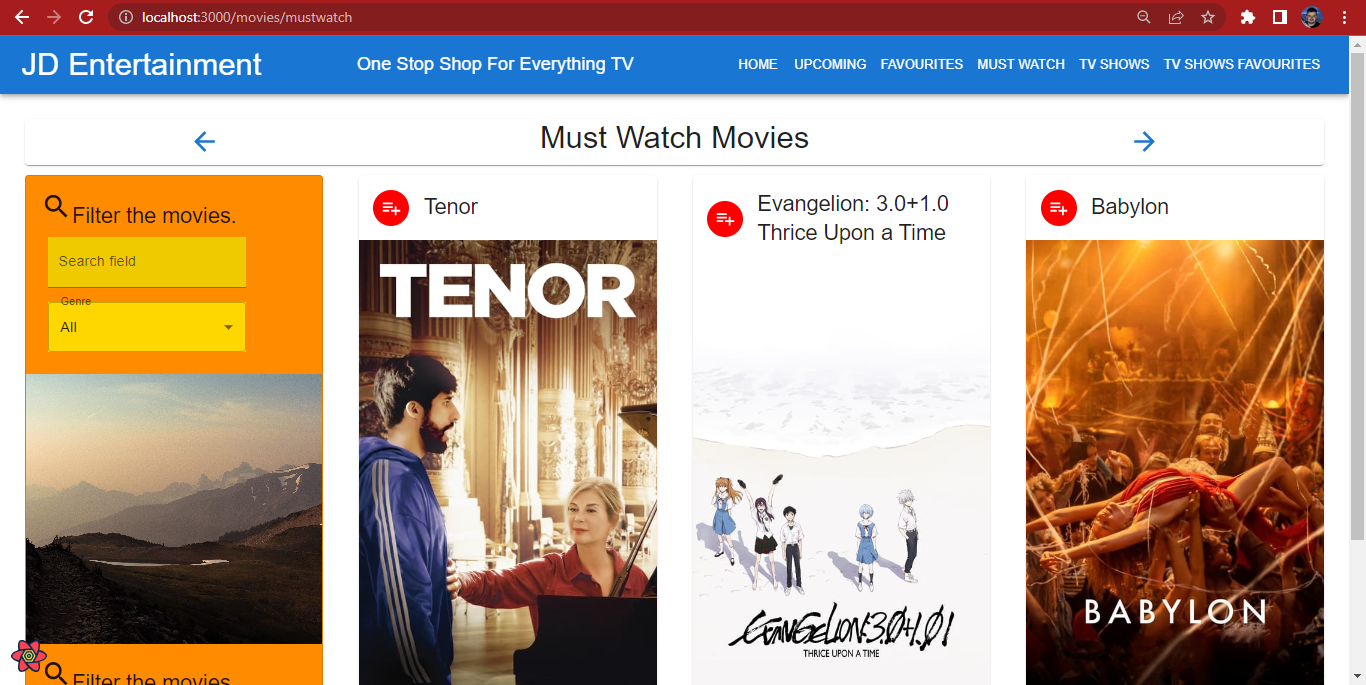 localhost:3000/movies/mustwatch
JD Entertainment
One Stop Shop For Everything TV
HOME
UPCOMING
FAVOURITES
MUST WATCH
TV SHOWS
TV SHOWS FAVOURITES
Must Watch Movies
Filter the movies.
Search field
Genre
All
Filter the movies.
Tenor
TENOR
Evangelion: 3.0+1.0
Thrice Upon a Time
EVANGELION:3.0+1.01
THRICE UPON A TIME
Babylon
BABYLON